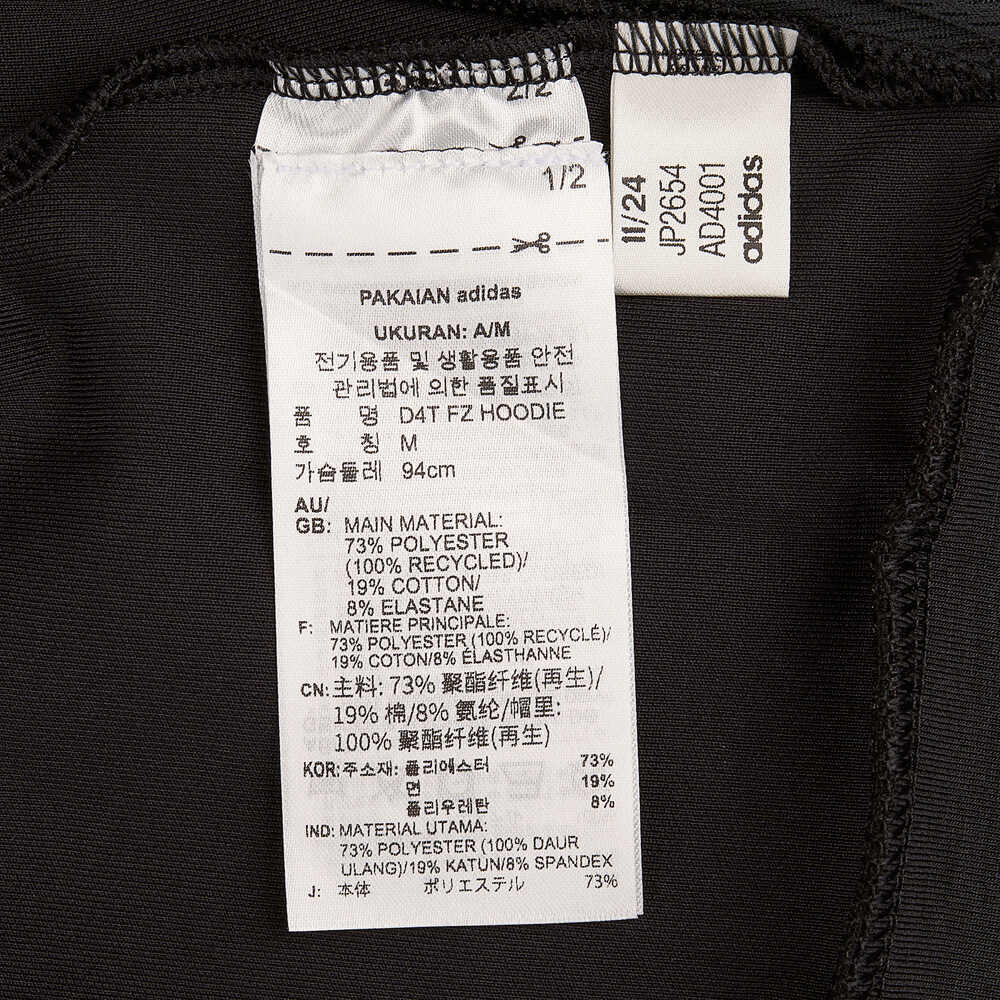 2/2
1/2
PAKAIAN adidas
UKURAN: A/M
전기용품 및 생활용품 안전
관리법에 의한 품질표시
품 명 D4T FZ HOODIE
호 칭 M
가슴둘레 94cm
AU/
GB: MAIN MATERIAL:
73% POLYESTER
(100% RECYCLED)/
19% COTTON/
8% ELASTANE
F: MATIERE PRINCIPALE:
73% POLYESTER (100% RECYCLÉ)/
19% COTON/8% ÉLASTHANNE
CN: 主料: 73% 聚酯纤维(再生)/
19% 棉/8% 氨纶/帽里:
100% 聚酯纤维(再生)
KOR: 주소재: 폴리에스터 73%
면 19%
폴리우레탄 8%
IND: MATERIAL UTAMA:
73% POLYESTER (100% DAUR
ULANG)/19% KATUN/8% SPANDEX
J: 本体 ポリエステル 73%
11/24
JP2654
AD4001
adidas